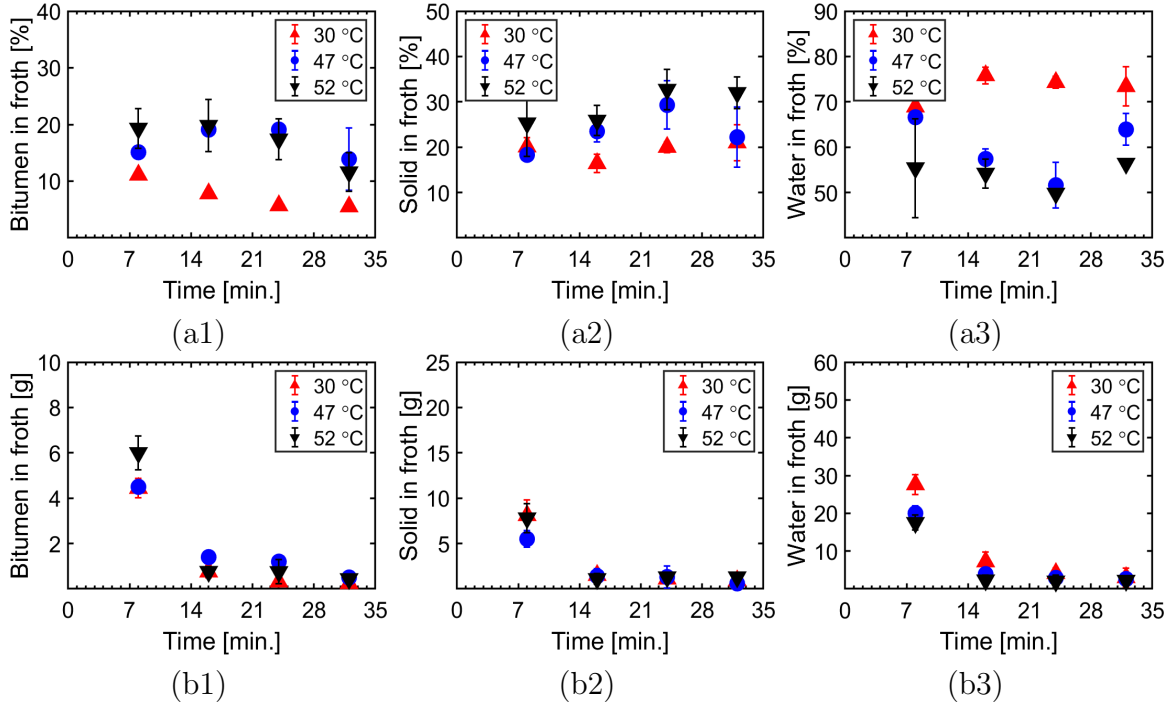 Bitumen in froth [%]
40
30
20
10
0 7 14 21 28 35
Time [min.]
30 °C
47 °C
52 °C
(a1)
Solid in froth [%]
50
40
30
20
10
0 7 14 21 28 35
Time [min.]
30 °C
47 °C
52 °C
(a2)
Water in froth [%]
90
80
70
60
50
0 7 14 21 28 35
Time [min.]
30 °C
47 °C
52 °C
(a3)
Bitumen in froth [g]
10
8
6
4
2
0 7 14 21 28 35
Time [min.]
30 °C
47 °C
52 °C
(b1)
Solid in froth [g]
25
20
15
10
5
0 7 14 21 28 35
Time [min.]
30 °C
47 °C
52 °C
(b2)
Water in froth [g]
60
50
40
30
20
10
0 7 14 21 28 35
Time [min.]
30 °C
47 °C
52 °C
(b3)